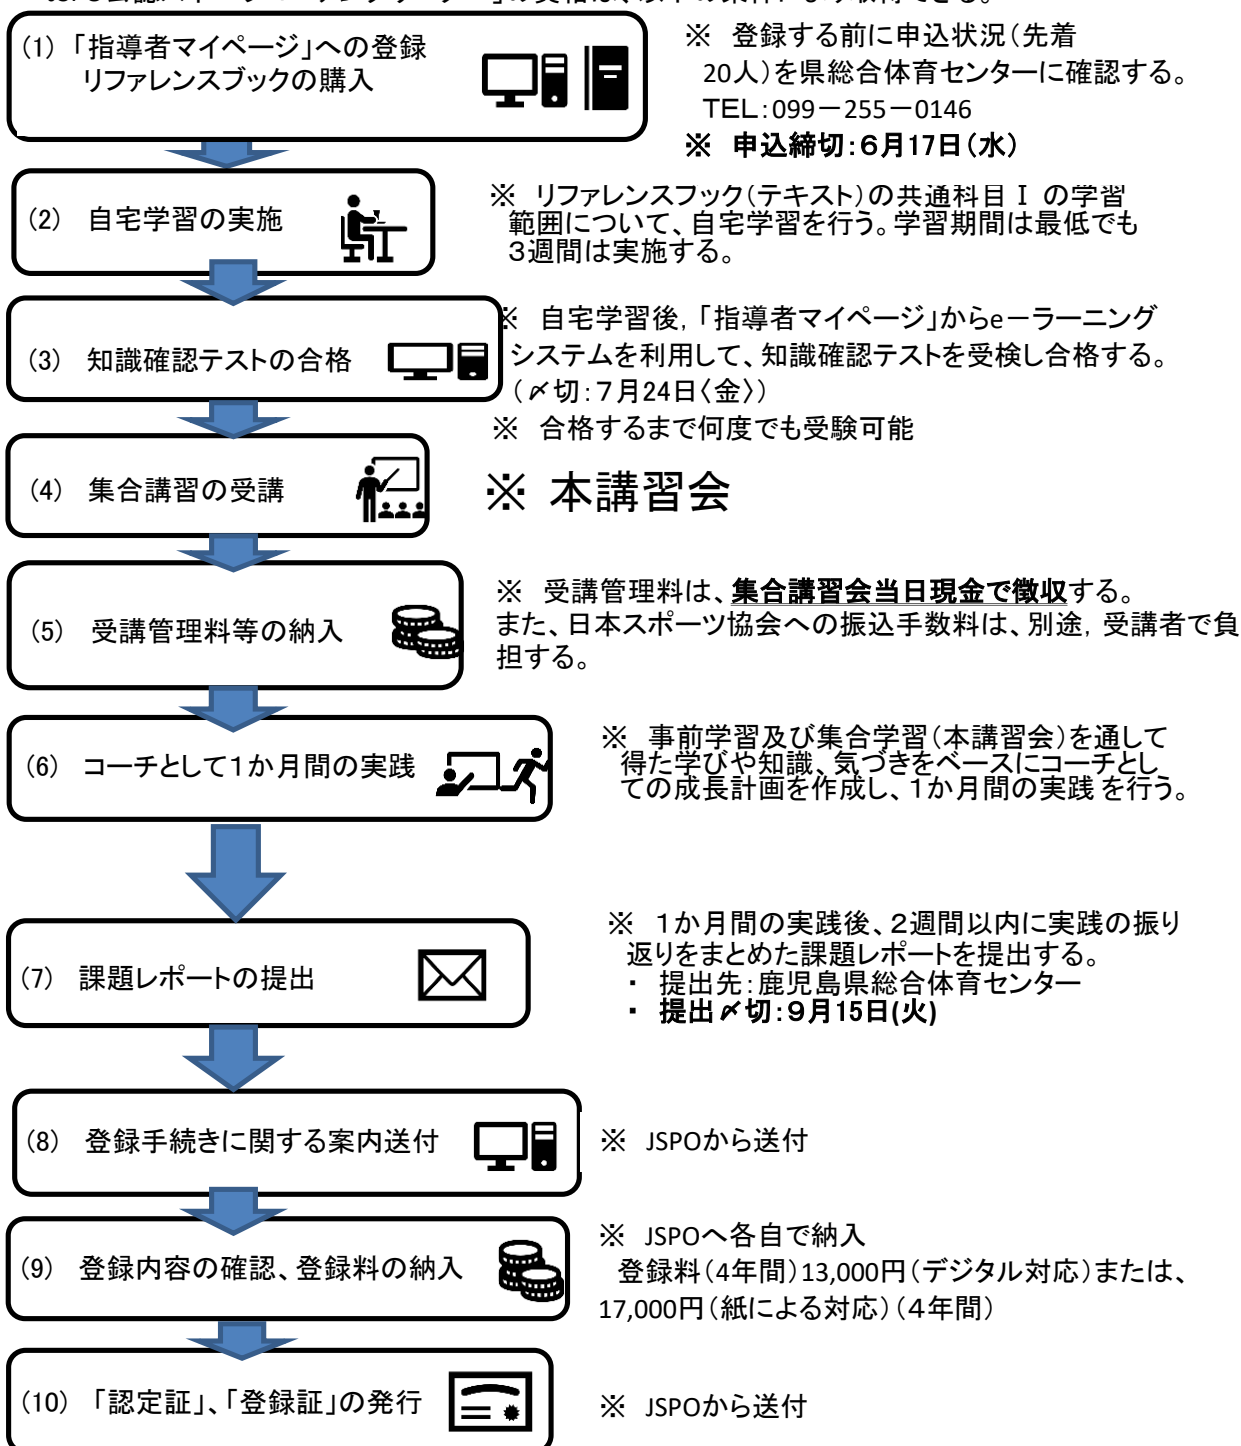 (1) 「指導者マイページ」への登録
リファレンスブックの購入
※ 登録する前に申込状況(先着
20人)を県総合体育センターに確認する。
TEL:099-255-0146
※ 申込締切:6月17日(水)
(2) 自宅学習の実施
※ リファレンスフック(テキスト)の共通科目Ⅰの学習
範囲について、自宅学習を行う。学習期間は最低でも
3週間は実施する。
(3) 知識確認テストの合格
※ 自宅学習後,「指導者マイページ」からe-ラーニング
システムを利用して、知識確認テストを受検し合格する。
(〆切:7月24日〈金〉)
※ 合格するまで何度でも受験可能
(4) 集合講習の受講
※ 本講習会
(5) 受講管理料等の納入
※ 受講管理料は、集合講習会当日現金で徴収する。
また、日本スポーツ協会への振込手数料は、別途,受講者で負
担する。
(6) コーチとして1か月間の実践
※ 事前学習及び集合学習(本講習会)を通して
得た学びや知識、気づきをベースにコーチとし
ての成長計画を作成し、1か月間の実践を行う。
(7) 課題レポートの提出
※ 1か月間の実践後、2週間以内に実践の振り
返りをまとめた課題レポートを提出する。
・ 提出先:鹿児島県総合体育センター
・ 提出〆切:9月15日(火)
(8) 登録手続きに関する案内送付
※ JSPOから送付
(9) 登録内容の確認、登録料の納入
※ JSPOへ各自で納入
登録料(4年間)13,000円(デジタル対応)または、
17,000円(紙による対応)(4年間)
(10) 「認定証」、「登録証」の発行
※ JSPOから送付